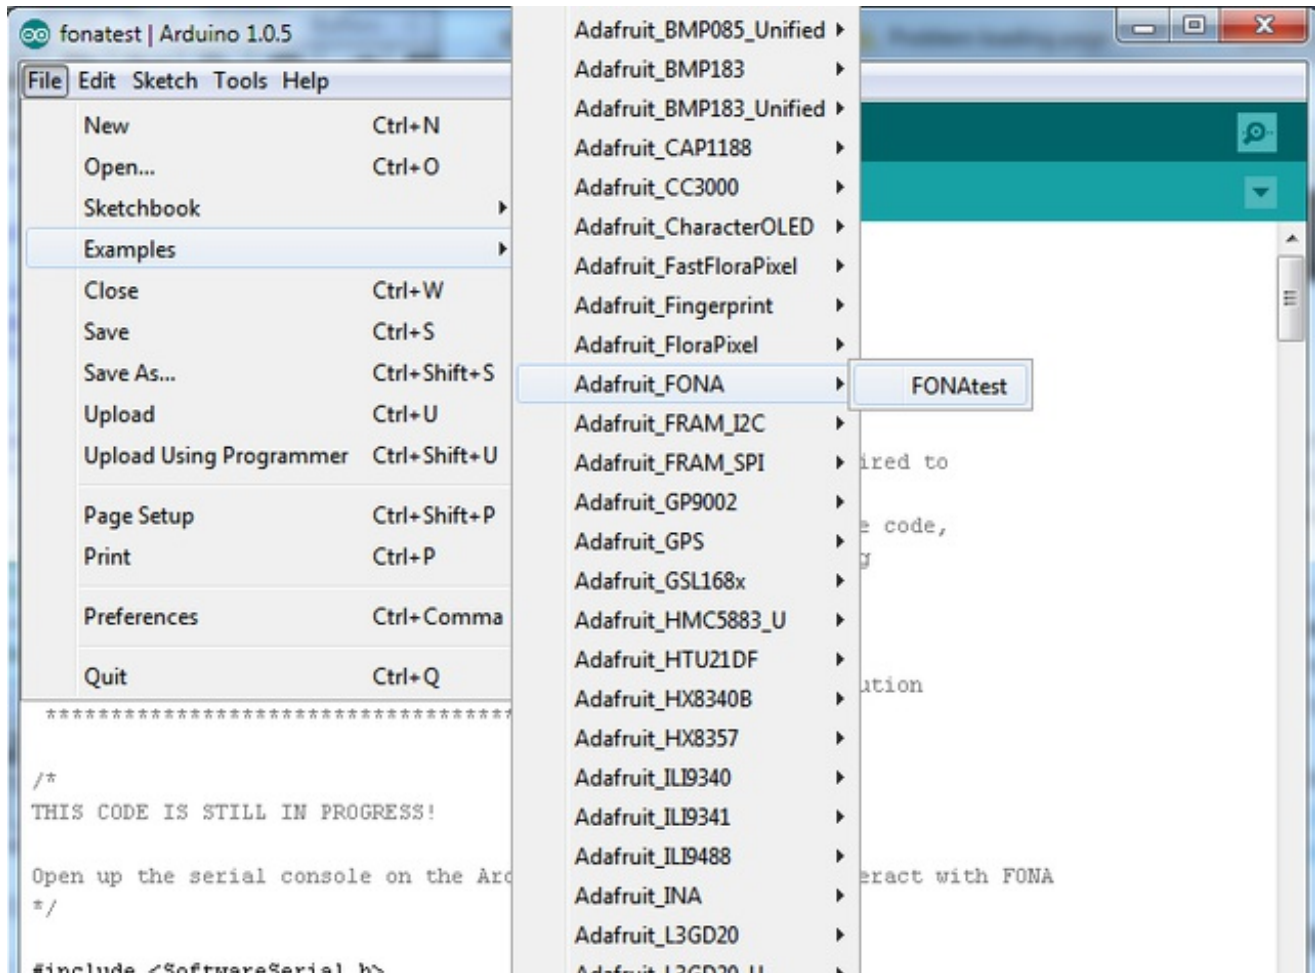 fonatest | Arduino 1.0.5
File Edit Sketch Tools Help
New Ctrl+N
Open... Ctrl+O
Sketchbook
Examples
Close Ctrl+W
Save Ctrl+S
Save As... Ctrl+Shift+S
Upload Ctrl+U
Upload Using Programmer Ctrl+Shift+U
Page Setup Ctrl+Shift+P
Print Ctrl+P
Preferences Ctrl+Comma
Quit Ctrl+Q
Adafruit_BMP085_Unified
Adafruit_BMP183
Adafruit_BMP183_Unified
Adafruit_CAP1188
Adafruit_CC3000
Adafruit_CharacterOLED
Adafruit_FastFloraPixel
Adafruit_Fingerprint
Adafruit_FloraPixel
Adafruit_FONA
Adafruit_FRAM_I2C
Adafruit_FRAM_SPI
Adafruit_GP9002
Adafruit_GPS
Adafruit_GSL168x
Adafruit_HMC5883_U
Adafruit_HTU21DF
Adafruit_HX8340B
Adafruit_HX8357
Adafruit_ILI9340
Adafruit_ILI9341
Adafruit_ILI9488
Adafruit_INA
Adafruit_L3GD20
Adafruit_L3GD20_U
FONAtest
ired to
e code,
g
ution
************************************
/*
THIS CODE IS STILL IN PROGRESS!
Open up the serial console on the Ard eract with FONA
*/
#include <SoftwareSerial.h>